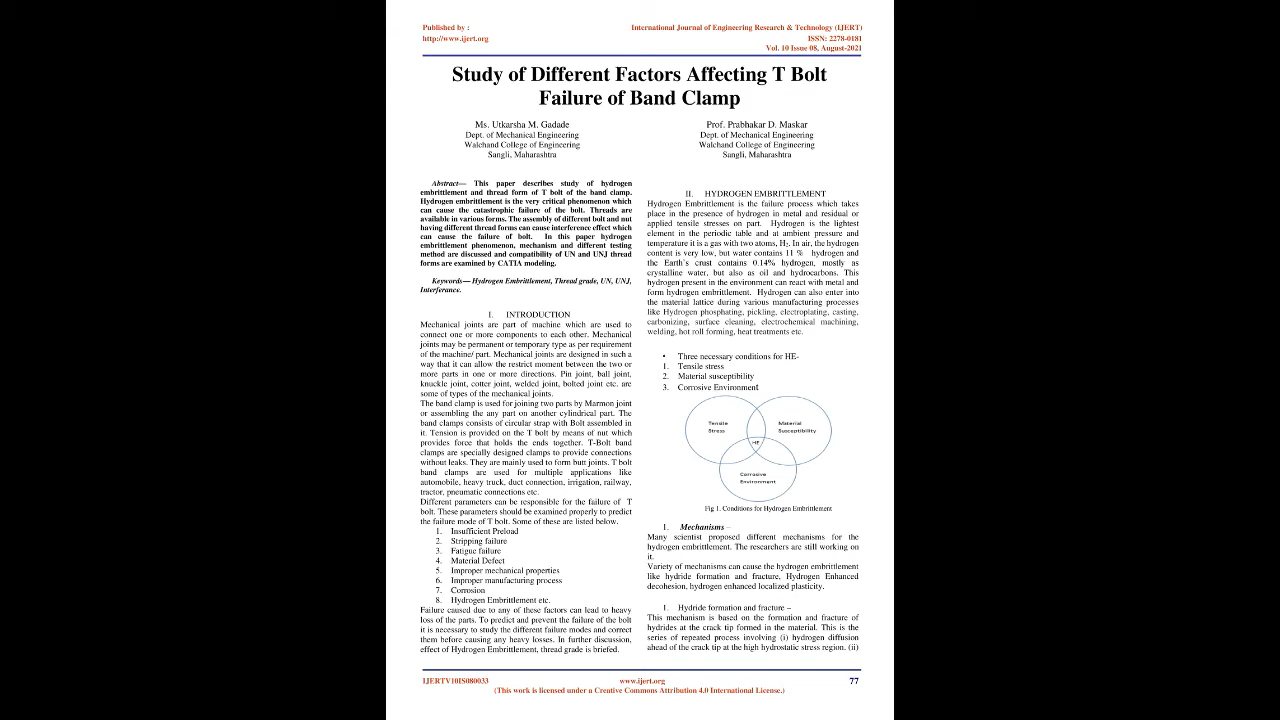 Published by :
http://www.ijert.org
International Journal of Engineering Research & Technology (IJERT)
ISSN: 2278-0181
Vol. 10 Issue 08, August-2021
Study of Different Factors Affecting T Bolt
Failure of Band Clamp
Ms. Utkarsha M. Gadade
Dept. of Mechanical Engineering
Walchand College of Engineering
Sangli, Maharashtra
Prof. Prabhakar D. Maskar
Dept. of Mechanical Engineering
Walchand College of Engineering
Sangli, Maharashtra
Abstract— This paper describes study of hydrogen
embrittlement and thread form of T bolt of the band clamp.
Hydrogen embrittlement is the very critical phenomenon which
can cause the catastrophic failure of the bolt. Threads are
available in various forms. The assembly of different bolt and nut
having different thread forms can cause interference effect which
can cause the failure of bolt. In this paper hydrogen
embrittlement phenomenon, mechanism and different testing
method are discussed and compatibility of UN and UNJ thread
forms are examined by CATIA modeling.
Keywords— Hydrogen Embrittlement, Thread grade, UN, UNJ,
Interferance.
I. INTRODUCTION
Mechanical joints are part of machine which are used to
connect one or more components to each other. Mechanical
joints may be permanent or temporary type as per requirement
of the machine/ part. Mechanical joints are designed in such a
way that it can allow the restrict moment between the two or
more parts in one or more directions. Pin joint, ball joint,
knuckle joint, cotter joint, welded joint, bolted joint etc. are
some of types of the mechanical joints.
The band clamp is used for joining two parts by Marmon joint
or assembling the any part on another cylindrical part. The
band clamps consists of circular strap with Bolt assembled in
it. Tension is provided on the T bolt by means of nut which
provides force that holds the ends together. T-Bolt band
clamps are specially designed clamps to provide connections
without leaks. They are mainly used to form butt joints. T bolt
band clamps are used for multiple applications like
automobile, heavy truck, duct connection, irrigation, railway,
tractor, pneumatic connections etc.
Different parameters can be responsible for the failure of T
bolt. These parameters should be examined properly to predict
the failure mode of T bolt. Some of these are listed below.
1. Insufficient Preload
2. Stripping failure
3. Fatigue failure
4. Material Defect
5. Improper mechanical properties
6. Improper manufacturing process
7. Corrosion
8. Hydrogen Embrittlement etc.
Failure caused due to any of these factors can lead to heavy
loss of the parts. To predict and prevent the failure of the bolt
it is necessary to study the different failure modes and correct
them before causing any heavy losses. In further discussion,
effect of Hydrogen Embrittlement, thread grade is briefed.
II. HYDROGEN EMBRITTLEMENT
Hydrogen Embrittlement is the failure process which takes
place in the presence of hydrogen in metal and residual or
applied tensile stresses on part. Hydrogen is the lightest
element in the periodic table and at ambient pressure and
temperature it is a gas with two atoms, H₂. In air, the hydrogen
content is very low, but water contains 11 % hydrogen and
the Earth’s crust contains 0.14% hydrogen, mostly as
crystalline water, but also as oil and hydrocarbons. This
hydrogen present in the environment can react with metal and
form hydrogen embrittlement. Hydrogen can also enter into
the material lattice during various manufacturing processes
like Hydrogen phosphating, pickling, electroplating, casting,
carbonizing, surface cleaning, electrochemical machining,
welding, hot roll forming, heat treatments etc.
• Three necessary conditions for HE-
1. Tensile stress
2. Material susceptibility
3. Corrosive Environment
Tensile
Stress
Material
Susceptibility
HE
Corrosive
Environment
Fig 1. Conditions for Hydrogen Embrittlement
1. Mechanisms –
Many scientist proposed different mechanisms for the
hydrogen embrittlement. The researchers are still working on
it.
Variety of mechanisms can cause the hydrogen embrittlement
like hydride formation and fracture, Hydrogen Enhanced
decohesion, hydrogen enhanced localized plasticity.
1. Hydride formation and fracture –
This mechanism is based on the formation and fracture of
hydrides at the crack tip formed in the material. This is the
series of repeated process involving (i) hydrogen diffusion
ahead of the crack tip at the high hydrostatic stress region. (ii)
IJERTV10IS080033
www.ijert.org
77
(This work is licensed under a Creative Commons Attribution 4.0 International License.)